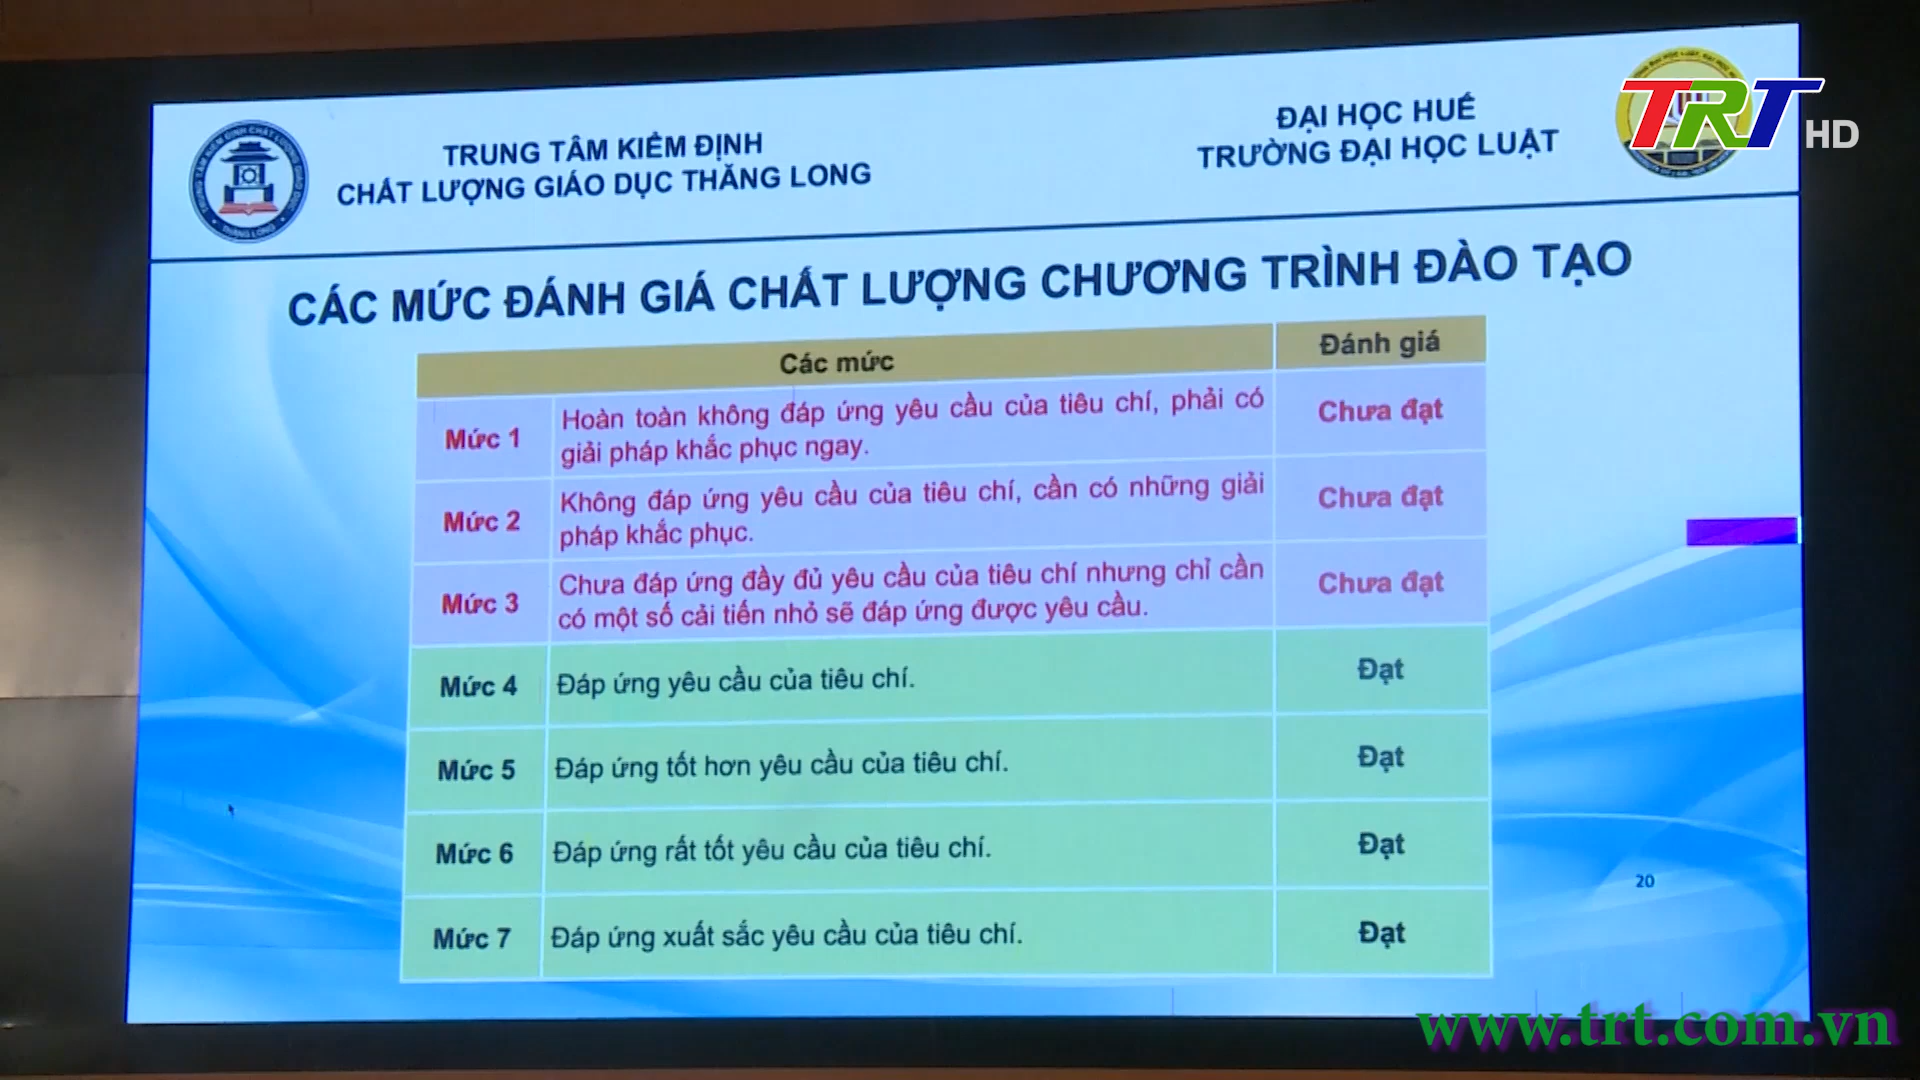 TRUNG TÂM KIỂM ĐỊNH
CHẤT LƯỢNG GIÁO DỤC THĂNG LONG
ĐẠI HỌC HUẾ
TRƯỜNG ĐẠI HỌC LUẬT
TRT HD
THĂNG LONG
CÁC MỨC ĐÁNH GIÁ CHẤT LƯỢNG CHƯƠNG TRÌNH ĐÀO TẠO
Các mức Đánh giá
Mức 1 Hoàn toàn không đáp ứng yêu cầu của tiêu chí, phải có Chưa đạt
giải pháp khắc phục ngay.
Mức 2 Không đáp ứng yêu cầu của tiêu chí, cần có những giải Chưa đạt
pháp khắc phục.
Mức 3 Chưa đáp ứng đầy đủ yêu cầu của tiêu chí nhưng chỉ cần Chưa đạt
có một số cải tiến nhỏ sẽ đáp ứng được yêu cầu.
Mức 4 Đáp ứng yêu cầu của tiêu chí. Đạt
Mức 5 Đáp ứng tốt hơn yêu cầu của tiêu chí. Đạt
Mức 6 Đáp ứng rất tốt yêu cầu của tiêu chí. Đạt
Mức 7 Đáp ứng xuất sắc yêu cầu của tiêu chí. Đạt
20
www.trt.com.vn